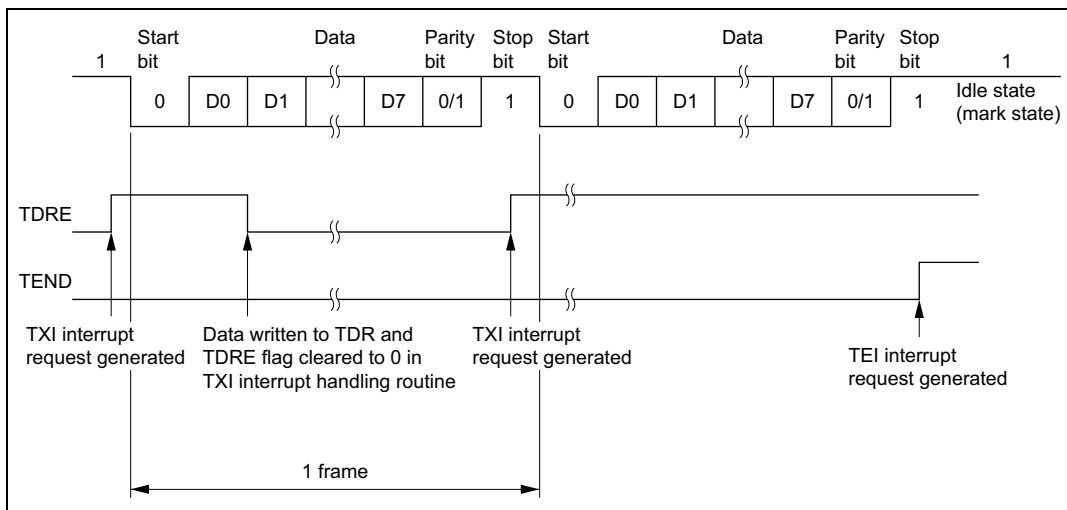 Start bit
Data
Parity bit
Stop bit
Start bit
Data
Parity bit
Stop bit
1
1
0
D0
D1
D7
0/1
1
0
D0
D1
D7
0/1
1
Idle state
(mark state)
TDRE
TEND
TXI interrupt
request generated
Data written to TDR and
TDRE flag cleared to 0 in
TXI interrupt handling routine
TXI interrupt
request generated
TEI interrupt
request generated
1 frame